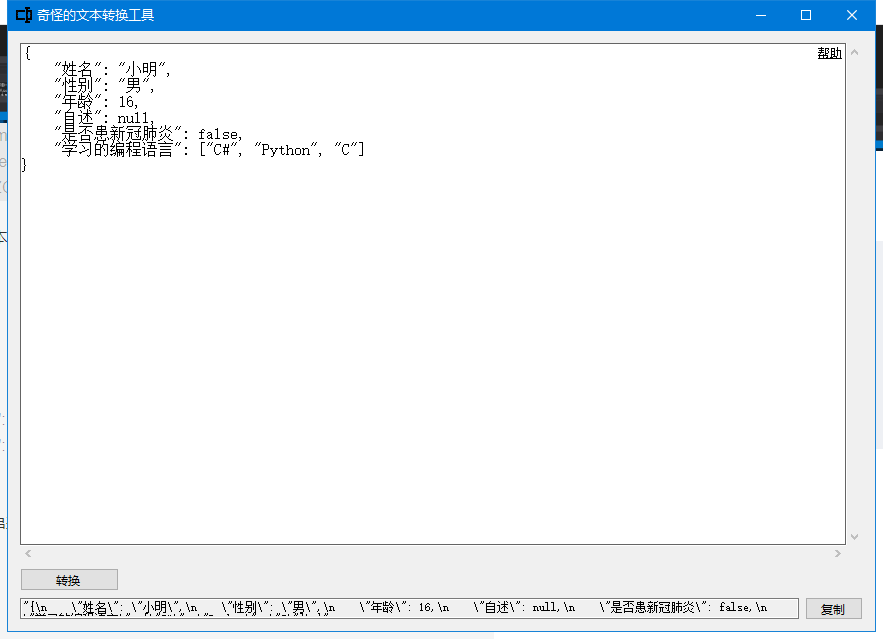 奇怪的文本转换工具
帮助
{
    "姓名": "小明",
    "性别": "男",
    "年龄": 16,
    "自述": null,
    "是否患新冠肺炎": false,
    "学习的编程语言": ["C#", "Python", "C"]
}
转换
"{\n    \"姓名\": \"小明\",\n    \"性别\": \"男\",\n    \"年龄\": 16,\n    \"自述\": null,\n    \"是否患新冠肺炎\": false,\n
复制